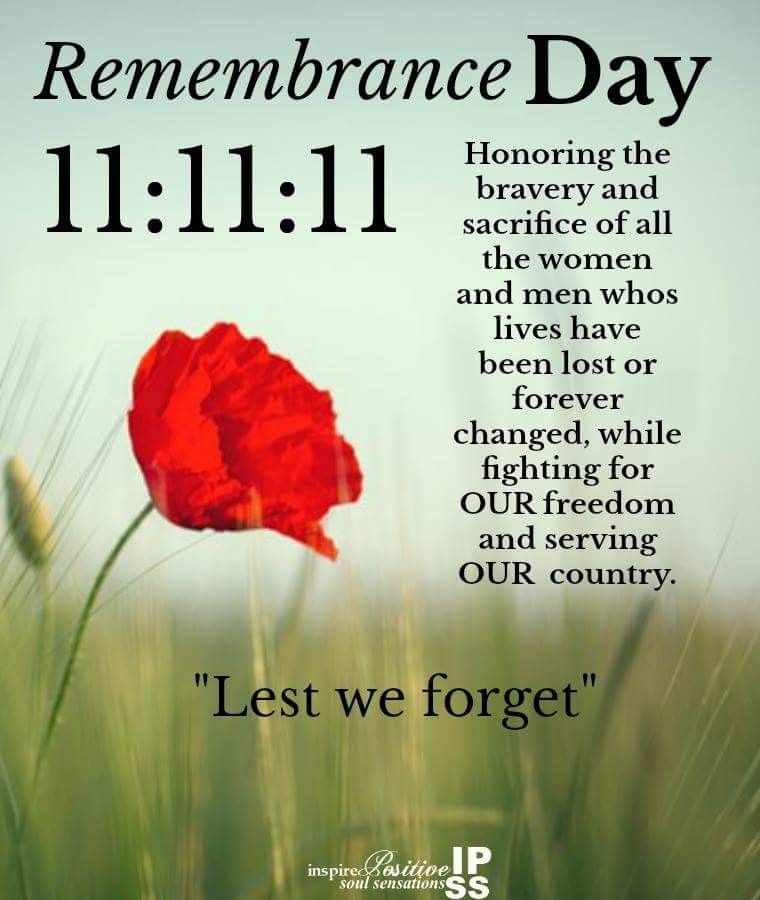 Remembrance Day
11:11:11
Honoring the
bravery and
sacrifice of all
the women
and men whos
lives have
been lost or
forever
changed, while
fighting for
OUR freedom
and serving
OUR country.
"Lest we forget"
inspire Positive IP
soul sensations SS